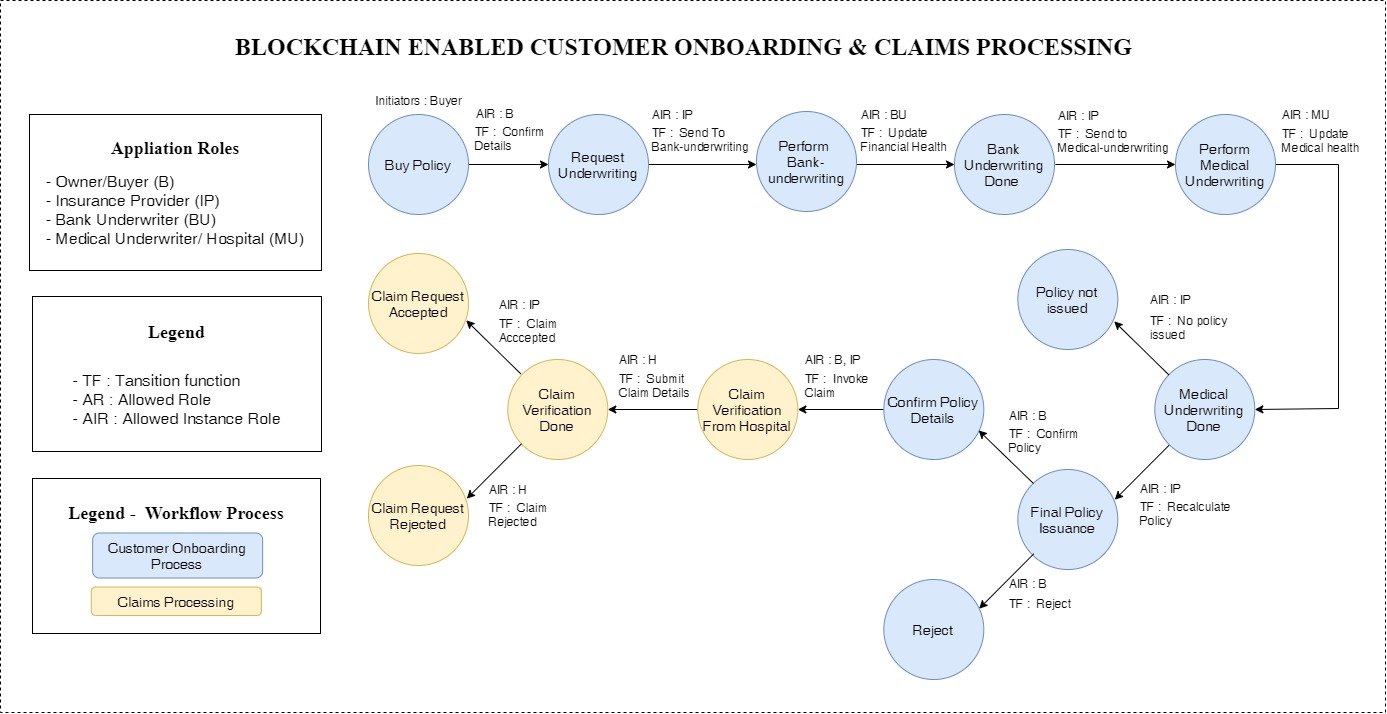 BLOCKCHAIN ENABLED CUSTOMER ONBOARDING & CLAIMS PROCESSING
Appliation Roles
- Owner/Buyer (B)
- Insurance Provider (IP)
- Bank Underwriter (BU)
- Medical Underwriter/ Hospital (MU)
Legend
- TF : Tansition function
- AR : Allowed Role
- AIR : Allowed Instance Role
Legend - Workflow Process
Customer Onboarding
Process
Claims Processing
Initiators : Buyer
Buy Policy
AIR : B
TF : Confirm
Details
Request
Underwriting
AIR : IP
TF : Send To
Bank-underwriting
Perform
Bank-
underwriting
AIR : BU
TF : Update
Financial Health
Bank
Underwriting
Done
AIR : IP
TF : Send to
Medical-underwriting
Perform
Medical
Underwriting
AIR : MU
TF : Update
Medical health
Medical
Underwriting
Done
AIR : IP
TF : No policy
issued
Policy not
issued
AIR : IP
TF : Recalculate
Policy
Final Policy
Issuance
AIR : B
TF : Reject
Reject
AIR : B
TF : Confirm
Policy
Confirm Policy
Details
AIR : B, IP
TF : Invoke
Claim
Claim
Verification
From Hospital
AIR : H
TF : Submit
Claim Details
Claim
Verification
Done
AIR : IP
TF : Claim
Acccepted
Claim Request
Accepted
AIR : H
TF : Claim
Rejected
Claim Request
Rejected